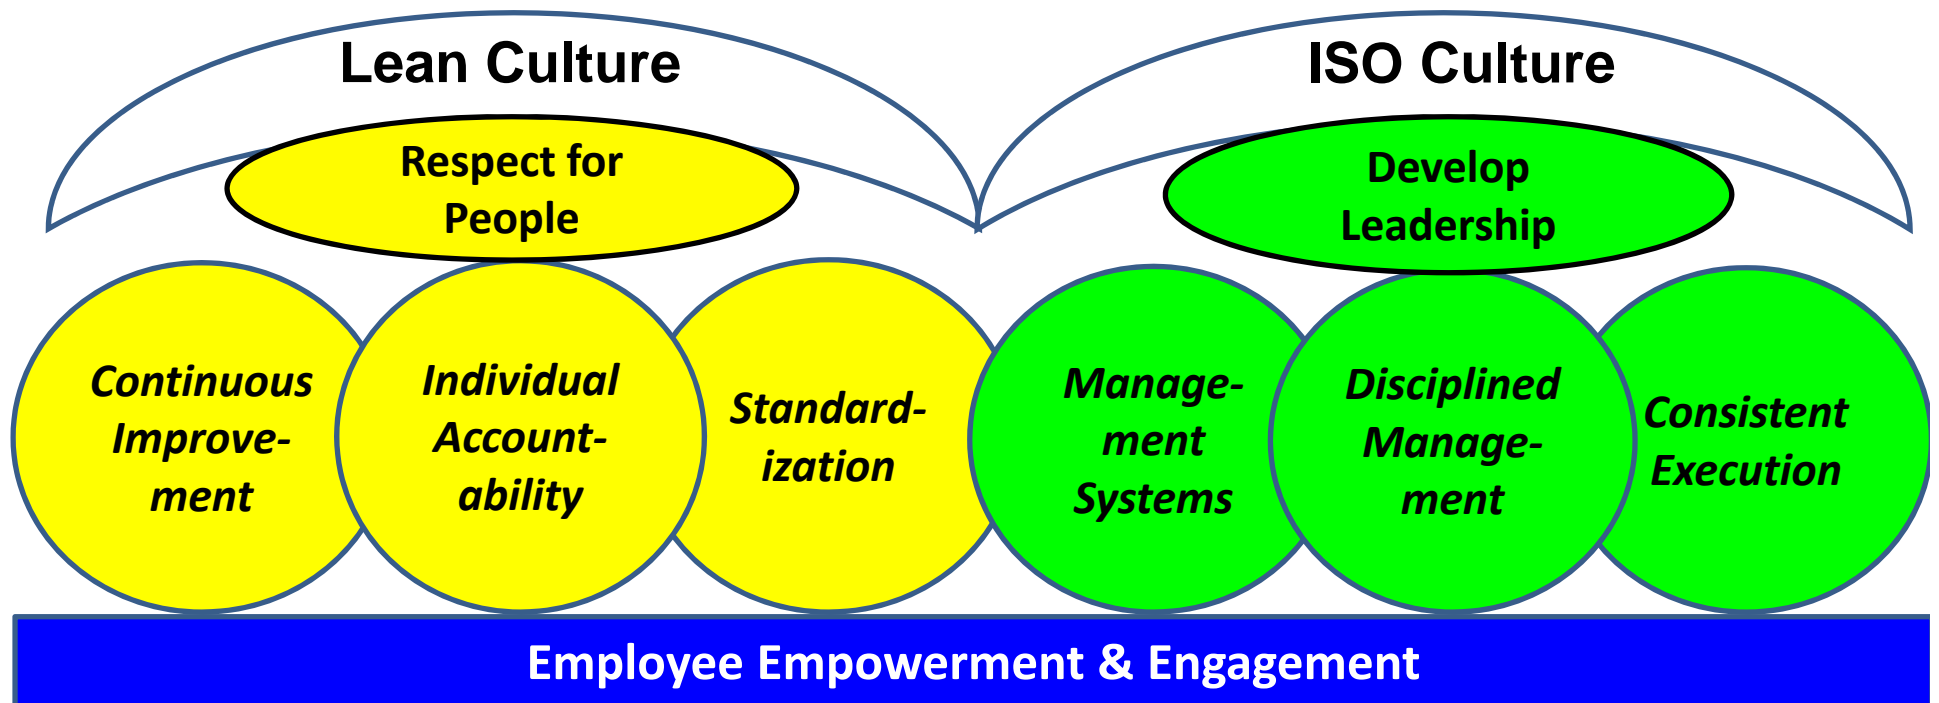 Lean Culture
ISO Culture
Respect for
People
Develop
Leadership
Continuous
Improve-
ment
Individual
Account-
ability
Standard-
ization
Manage-
ment
Systems
Disciplined
Manage-
ment
Consistent
Execution
Employee Empowerment & Engagement